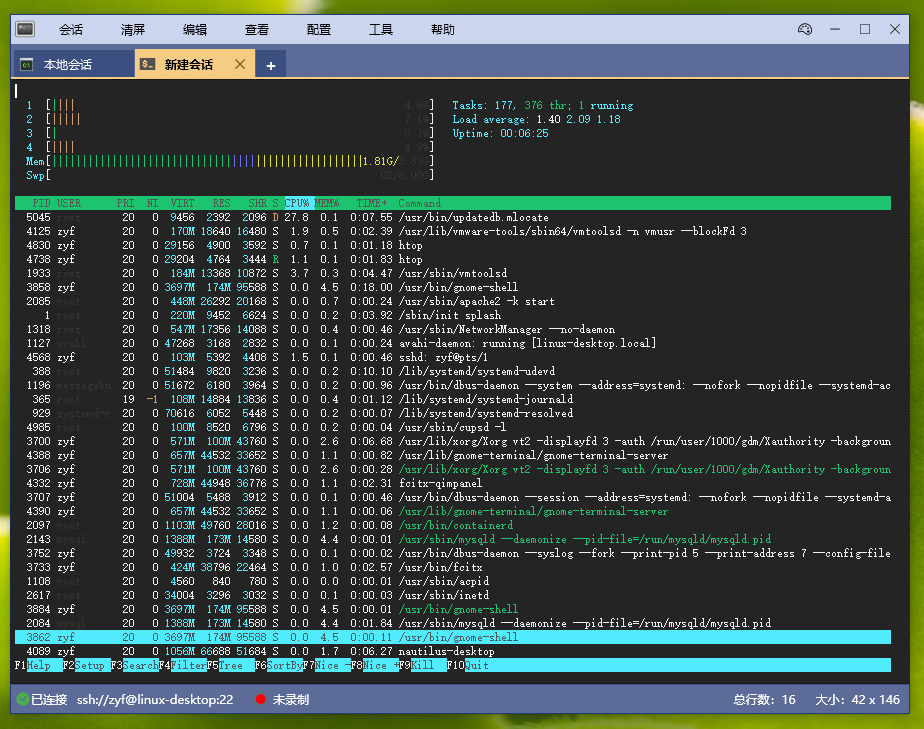 会话 清屏 编辑 查看 配置 工具 帮助
本地会话 新建会话 +
1 [|||| 4.6%] Tasks: 177, 376 thr; 1 running
2 [||||| 7.1%] Load average: 1.40 2.09 1.18
3 [| 0.7%] Uptime: 00:06:25
4 [|||| 4.9%]
Mem[||||||||||||||||||||||||||||||||||||||||||||||||||||1.81G/3.83G]
Swp[ 0K/8.00G]
PID USER PRI NI VIRT RES SHR S CPU% MEM% TIME+ Command
5045 root 20 0 9456 2392 2096 D 27.8 0.1 0:07.55 /usr/bin/updatedb.mlocate
4125 zyf 20 0 170M 18640 16480 S 1.9 0.5 0:02.39 /usr/lib/vmware-tools/sbin64/vmtoolsd -n vmusr --blockFd 3
4830 zyf 20 0 29156 4900 3592 S 0.7 0.1 0:01.18 htop
4738 zyf 20 0 29204 4764 3444 R 1.1 0.1 0:01.83 htop
1933 root 20 0 184M 13368 10872 S 3.7 0.3 0:04.47 /usr/sbin/vmtoolsd
3858 zyf 20 0 3697M 174M 95588 S 0.0 4.5 0:18.00 /usr/bin/gnome-shell
2085 root 20 0 448M 26292 20168 S 0.0 0.7 0:00.24 /usr/sbin/apache2 -k start
1 root 20 0 220M 9452 6624 S 0.0 0.2 0:03.92 /sbin/init splash
1318 root 20 0 547M 17356 14088 S 0.0 0.4 0:00.46 /usr/sbin/NetworkManager --no-daemon
1127 avahi 20 0 47268 3168 2832 S 0.0 0.1 0:00.24 avahi-daemon: running [linux-desktop.local]
4568 zyf 20 0 103M 5392 4408 S 1.5 0.1 0:00.46 sshd: zyf@pts/1
388 root 20 0 51484 9820 3236 S 0.0 0.2 0:10.10 /lib/systemd/systemd-udevd
1196 messagebu 20 0 51672 6180 3964 S 0.0 0.2 0:00.96 /usr/bin/dbus-daemon --system --address=systemd: --nofork --nopidfile --systemd-ac
365 root 19 -1 108M 14884 13836 S 0.0 0.4 0:01.12 /lib/systemd/systemd-journald
929 systemd-r 20 0 70616 6052 5448 S 0.0 0.2 0:00.07 /lib/systemd/systemd-resolved
4985 root 20 0 100M 8520 6796 S 0.0 0.2 0:00.04 /usr/sbin/cupsd -l
3700 zyf 20 0 571M 100M 43760 S 0.0 2.6 0:06.68 /usr/lib/xorg/Xorg vt2 -displayfd 3 -auth /run/user/1000/gdm/Xauthority -backgroun
4388 zyf 20 0 657M 44532 33652 S 0.0 1.1 0:00.82 /usr/lib/gnome-terminal/gnome-terminal-server
3706 zyf 20 0 571M 100M 43760 S 0.0 2.6 0:00.28 /usr/lib/xorg/Xorg vt2 -displayfd 3 -auth /run/user/1000/gdm/Xauthority -backgroun
4332 zyf 20 0 728M 44948 36776 S 0.0 1.1 0:02.31 fcitx-qimpanel
3707 zyf 20 0 51004 5488 3912 S 0.0 0.1 0:00.46 /usr/bin/dbus-daemon --session --address=systemd: --nofork --nopidfile --systemd-a
4390 zyf 20 0 657M 44532 33652 S 0.0 1.1 0:00.06 /usr/lib/gnome-terminal/gnome-terminal-server
2097 root 20 0 1103M 49760 28016 S 0.0 1.2 0:00.08 /usr/bin/containerd
2143 mysql 20 0 1388M 173M 14580 S 0.0 4.4 0:00.01 /usr/sbin/mysqld --daemonize --pid-file=/run/mysqld/mysqld.pid
3752 zyf 20 0 49932 3724 3348 S 0.0 0.1 0:00.02 /usr/bin/dbus-daemon --syslog --fork --print-pid 5 --print-address 7 --config-file
3733 zyf 20 0 424M 38796 22464 S 0.0 1.0 0:02.57 /usr/bin/fcitx
1108 root 20 0 4560 840 780 S 0.0 0.0 0:00.01 /usr/sbin/acpid
2617 root 20 0 34004 3296 3032 S 0.0 0.1 0:00.03 /usr/sbin/inetd
3884 zyf 20 0 3697M 174M 95588 S 0.0 4.5 0:00.01 /usr/bin/gnome-shell
2084 mysql 20 0 1388M 173M 14580 S 0.0 4.4 0:01.84 /usr/sbin/mysqld --daemonize --pid-file=/run/mysqld/mysqld.pid
3862 zyf 20 0 3697M 174M 95588 S 0.0 4.5 0:00.11 /usr/bin/gnome-shell
4089 zyf 20 0 1056M 66688 51684 S 0.0 1.7 0:06.27 nautilus-desktop
F1Help F2Setup F3SearchF4FilterF5Tree F6SortByF7Nice -F8Nice +F9Kill F10Quit
已连接 ssh://zyf@linux-desktop:22 未录制 总行数: 16 大小: 42 x 146